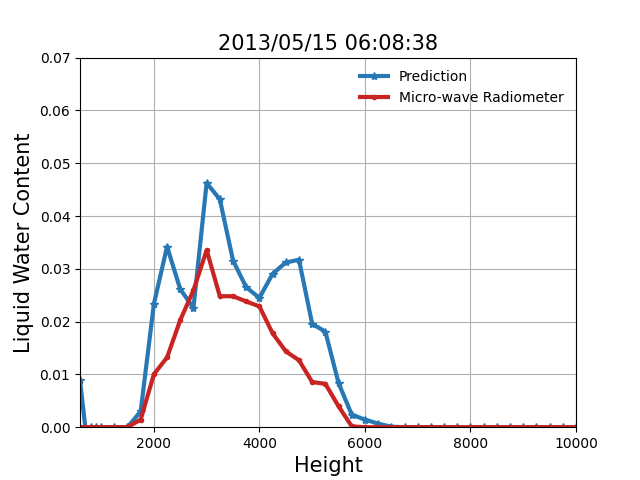 2013/05/15 06:08:38
0.07
0.06
0.05
0.04
0.03
0.02
0.01
0.00
Liquid Water Content
Prediction
Micro-wave Radiometer
2000 4000 6000 8000 10000
Height